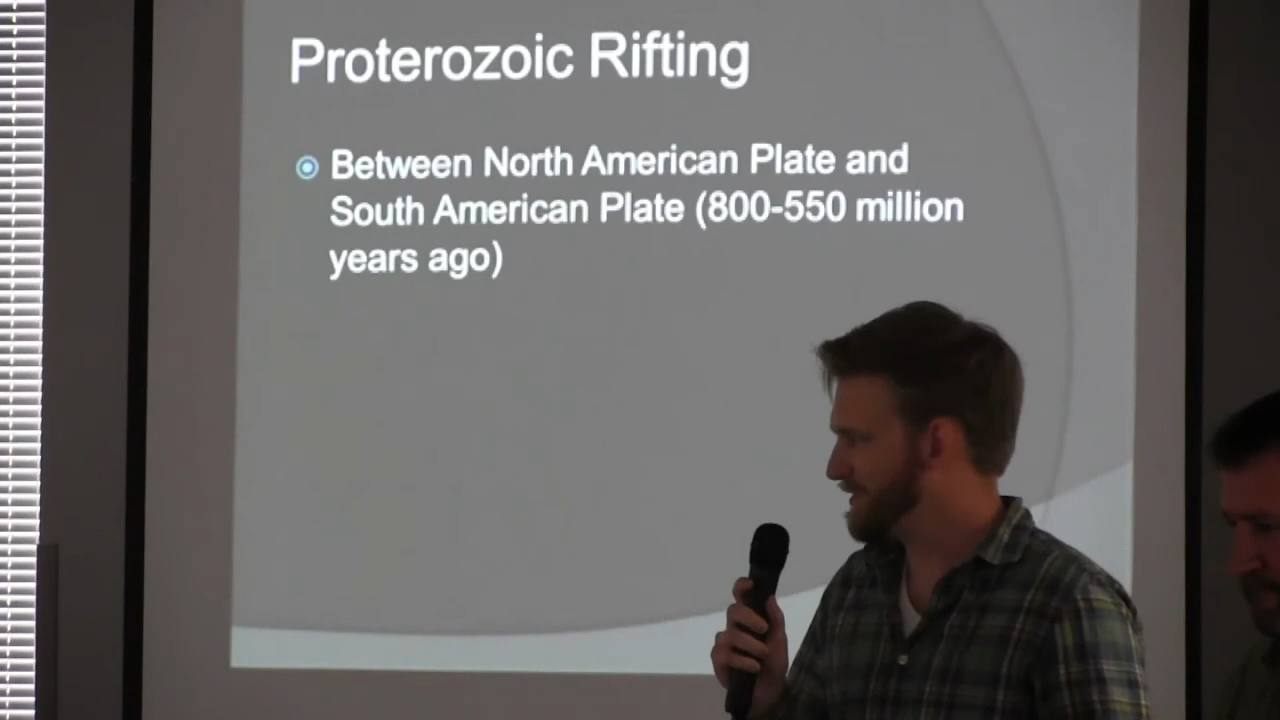 Proterozoic Rifting
Between North American Plate and
South American Plate (800-550 million
years ago)